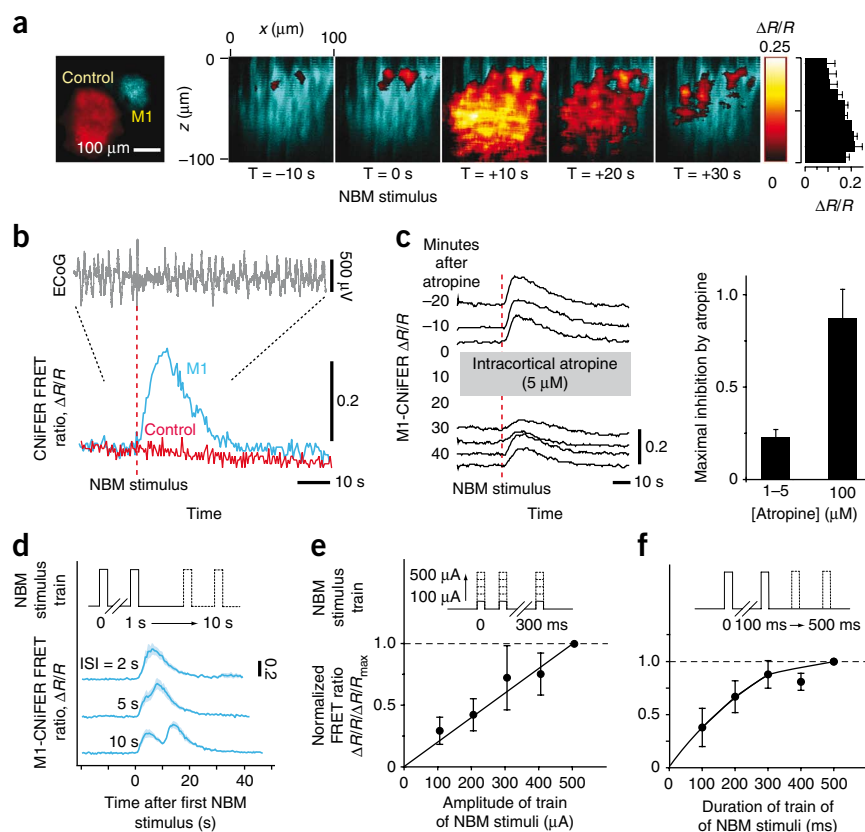 a
x (μm)
0 100
Control
M1
100 μm
z (μm)
0
−100
T = −10 s
T = 0 s
T = +10 s
T = +20 s
T = +30 s
NBM stimulus
ΔR/R
0.25
0
0 0.2
ΔR/R
b
ECoG
500 μV
CNiFER FRET ratio, ΔR/R
M1
Control
0.2
NBM stimulus
10 s
Time
c
Minutes after atropine
−20
−10
0
10
20
30
40
M1-CNiFER ΔR/R
Intracortical atropine
(5 μM)
0.2
NBM stimulus
10 s
Time
Maximal inhibition by atropine
1.0
0.5
0
1–5
100
[Atropine] (μM)
d
NBM stimulus train
0 1 s 10 s
M1-CNiFER FRET ratio, ΔR/R
ISI = 2 s
5 s
10 s
0.2
0 20 40
Time after first NBM
stimulus (s)
e
NBM stimulus train
500 μA
100 μA
0 300 ms
Normalized FRET ratio ΔR/R/ΔR/Rmax
1.0
0.5
0
0 100 200 300 400 500
Amplitude of train
of NBM stimuli (μA)
f
0 100 ms → 500 ms
1.0
0.5
0
0 100 200 300 400 500
Duration of train of
of NBM stimuli (ms)